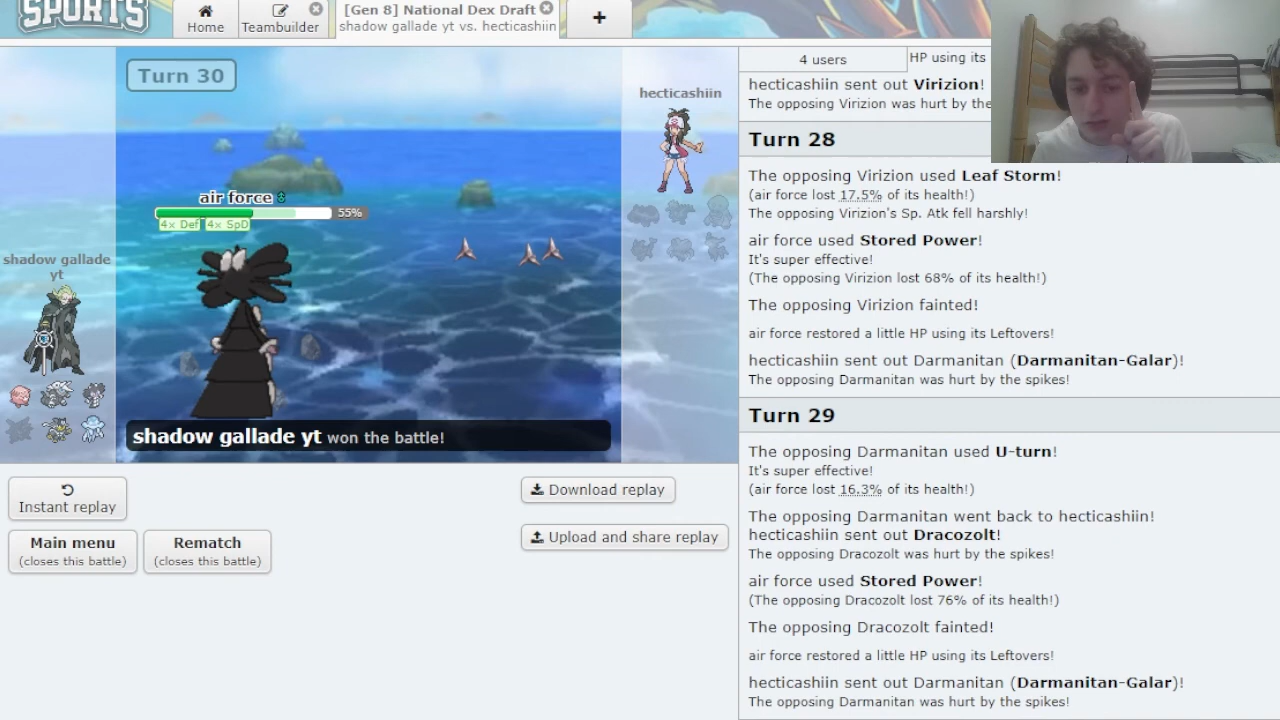 SPORTS
Home
Teambuilder
[Gen 8] National Dex Draft
shadow gallade yt vs. hecticashiin
+
Turn 30
hecticashiin
air force
55%
4× Def 4× SpD
shadow gallade
yt
shadow gallade yt won the battle!
Instant replay
Download replay
Main menu
(closes this battle)
Rematch
(closes this battle)
Upload and share replay
4 users
HP using its
hecticashiin sent out Virizion!
The opposing Virizion was hurt by the
Turn 28
The opposing Virizion used Leaf Storm!
(air force lost 17.5% of its health!)
The opposing Virizion's Sp. Atk fell harshly!
air force used Stored Power!
It's super effective!
(The opposing Virizion lost 68% of its health!)
The opposing Virizion fainted!
air force restored a little HP using its Leftovers!
hecticashiin sent out Darmanitan (Darmanitan-Galar)!
The opposing Darmanitan was hurt by the spikes!
Turn 29
The opposing Darmanitan used U-turn!
It's super effective!
(air force lost 16.3% of its health!)
The opposing Darmanitan went back to hecticashiin!
hecticashiin sent out Dracozolt!
The opposing Dracozolt was hurt by the spikes!
air force used Stored Power!
(The opposing Dracozolt lost 76% of its health!)
The opposing Dracozolt fainted!
air force restored a little HP using its Leftovers!
hecticashiin sent out Darmanitan (Darmanitan-Galar)!
The opposing Darmanitan was hurt by the spikes!